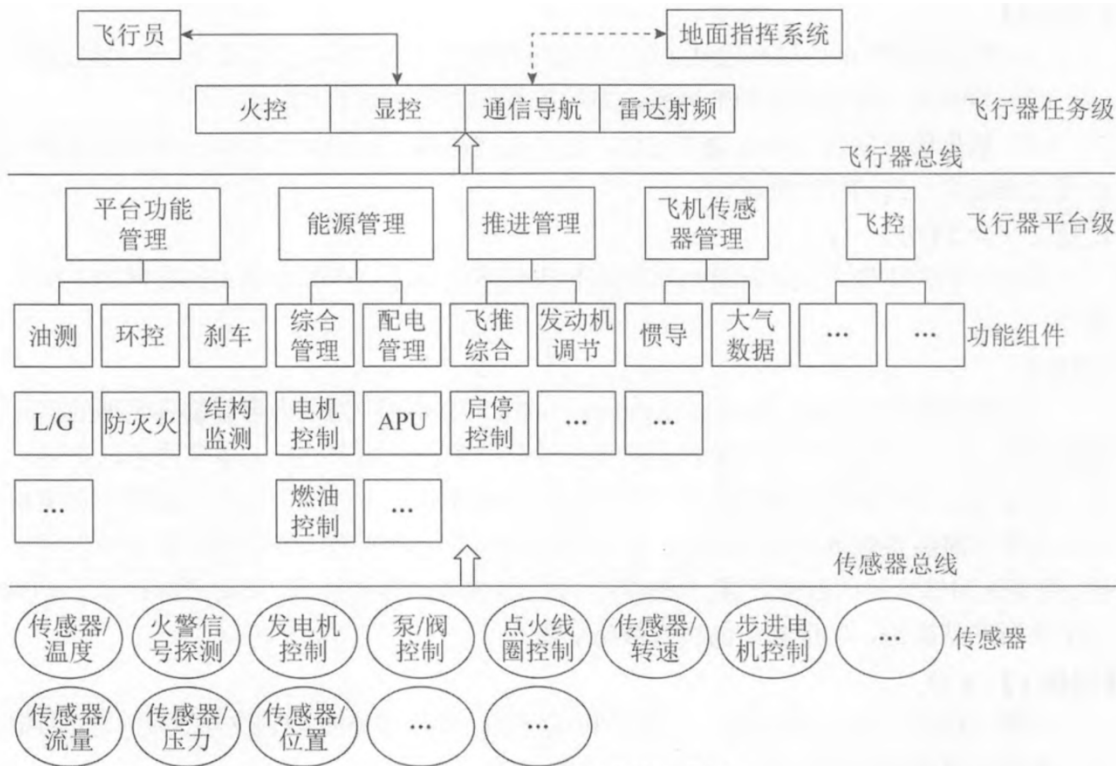 飞行员
地面指挥系统
火控 显控 通信导航 雷达射频 飞行器任务级
飞行器总线
平台功能
管理
能源管理
推进管理
飞机传感
器管理
飞控
飞行器平台级
油测
环控
刹车
综合
管理
配电
管理
飞推
综合
发动机
调节
惯导
大气
数据
…
…
功能组件
L/G
防灭火
结构
监测
电机
控制
APU
启停
控制
…
…
…
燃油
控制
…
传感器总线
传感器/
温度
火警信
号探测
发电机
控制
泵/阀
控制
点火线
圈控制
传感器/
转速
步进电
机控制
…
传感器
传感器/
流量
传感器/
压力
传感器/
位置
…
…